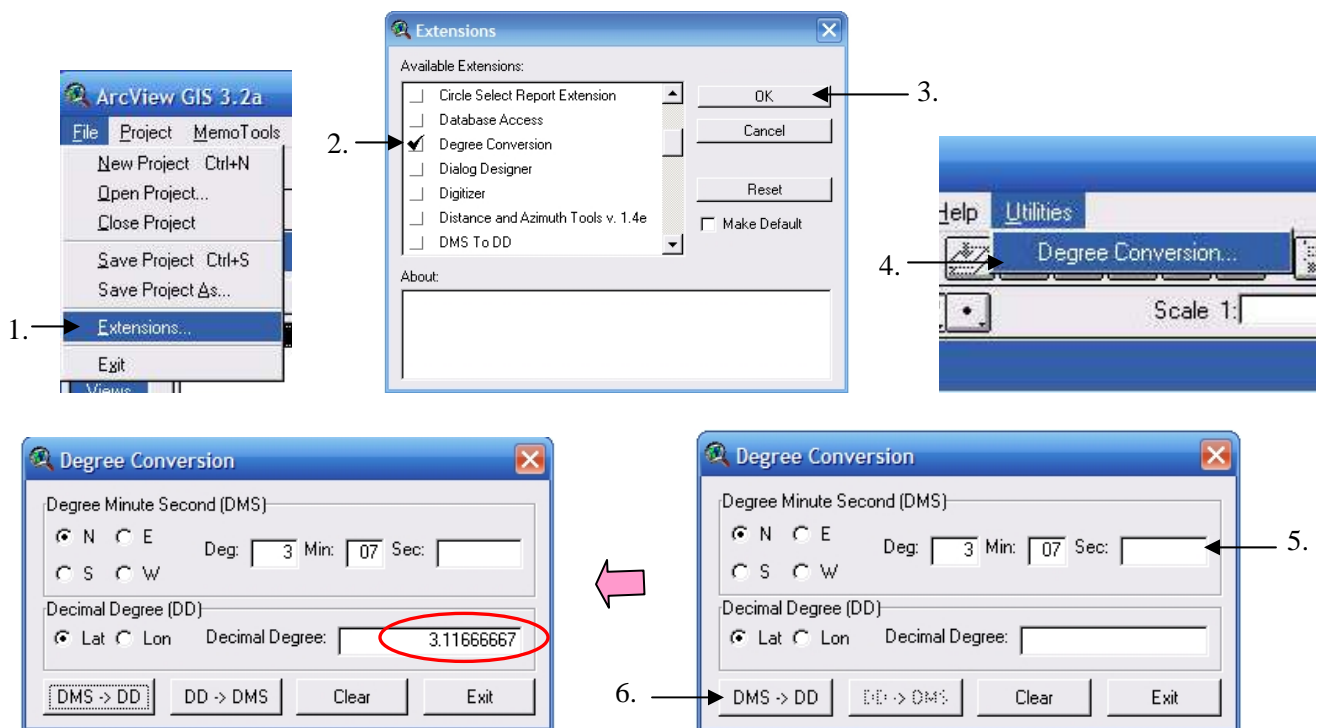 ArcView GIS 3.2a
File Project MemoTools
New Project Ctrl+N
Open Project...
Close Project
Save Project Ctrl+S
Save Project As...
1.
Extensions...
Exit
Views
Extensions
Available Extensions:
Circle Select Report Extension
Database Access
2.
Degree Conversion
Dialog Designer
Digitizer
Distance and Azimuth Tools v. 1.4e
DMS To DD
OK
3.
Cancel
Reset
Make Default
About:
Help Utilities
4.
Degree Conversion...
Scale 1:
Degree Conversion
Degree Minute Second (DMS)
N E
Deg: 3 Min: 07 Sec:
S W
Decimal Degree (DD)
Lat Lon Decimal Degree: 3.11666667
DMS -> DD DD -> DMS Clear Exit
Degree Conversion
Degree Minute Second (DMS)
N E
Deg: 3 Min: 07 Sec:
5.
S W
Decimal Degree (DD)
Lat Lon Decimal Degree:
6.
DMS -> DD DD -> DMS Clear Exit